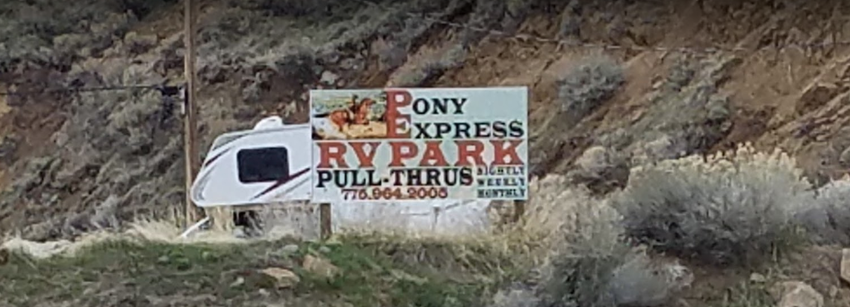 PONY
EXPRESS
RV PARK
PULL-THRUS
NIGHTLY
WEEKLY
MONTHLY
775.964.2005